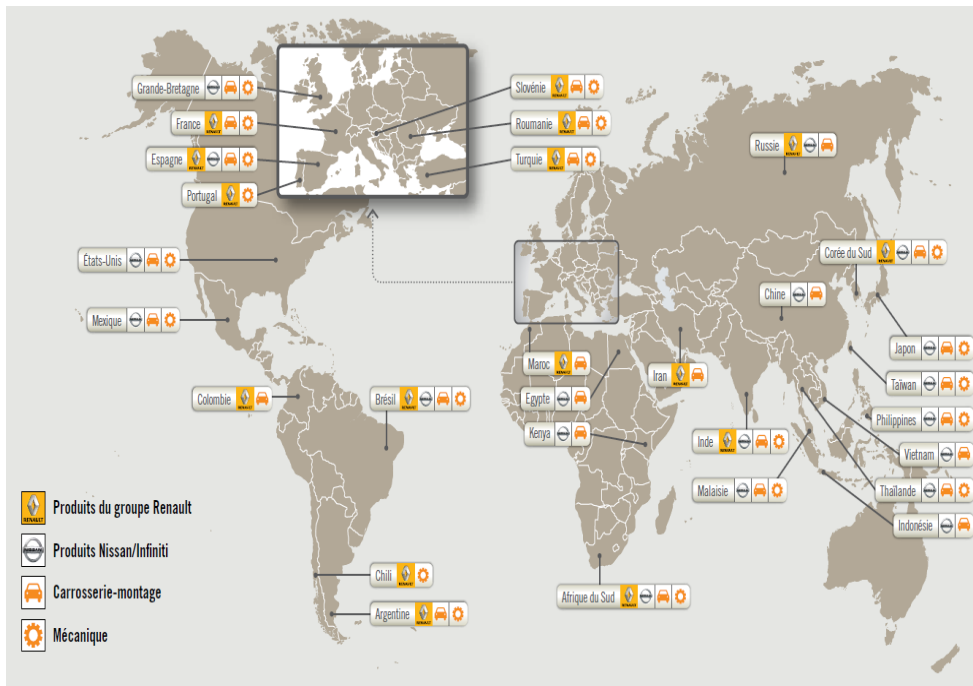 Grande-Bretagne
France
Espagne
Portugal
Slovénie
Roumanie
Turquie
Russie
États-Unis
Mexique
Corée du Sud
Chine
Japon
Taïwan
Philippines
Vietnam
Thaïlande
Indonésie
Maroc
Egypte
Kenya
Iran
Inde
Malaisie
Colombie
Brésil
Chili
Argentine
Afrique du Sud
RENAULT Produits du groupe Renault
Produits Nissan/Infiniti
Carrosserie-montage
Mécanique